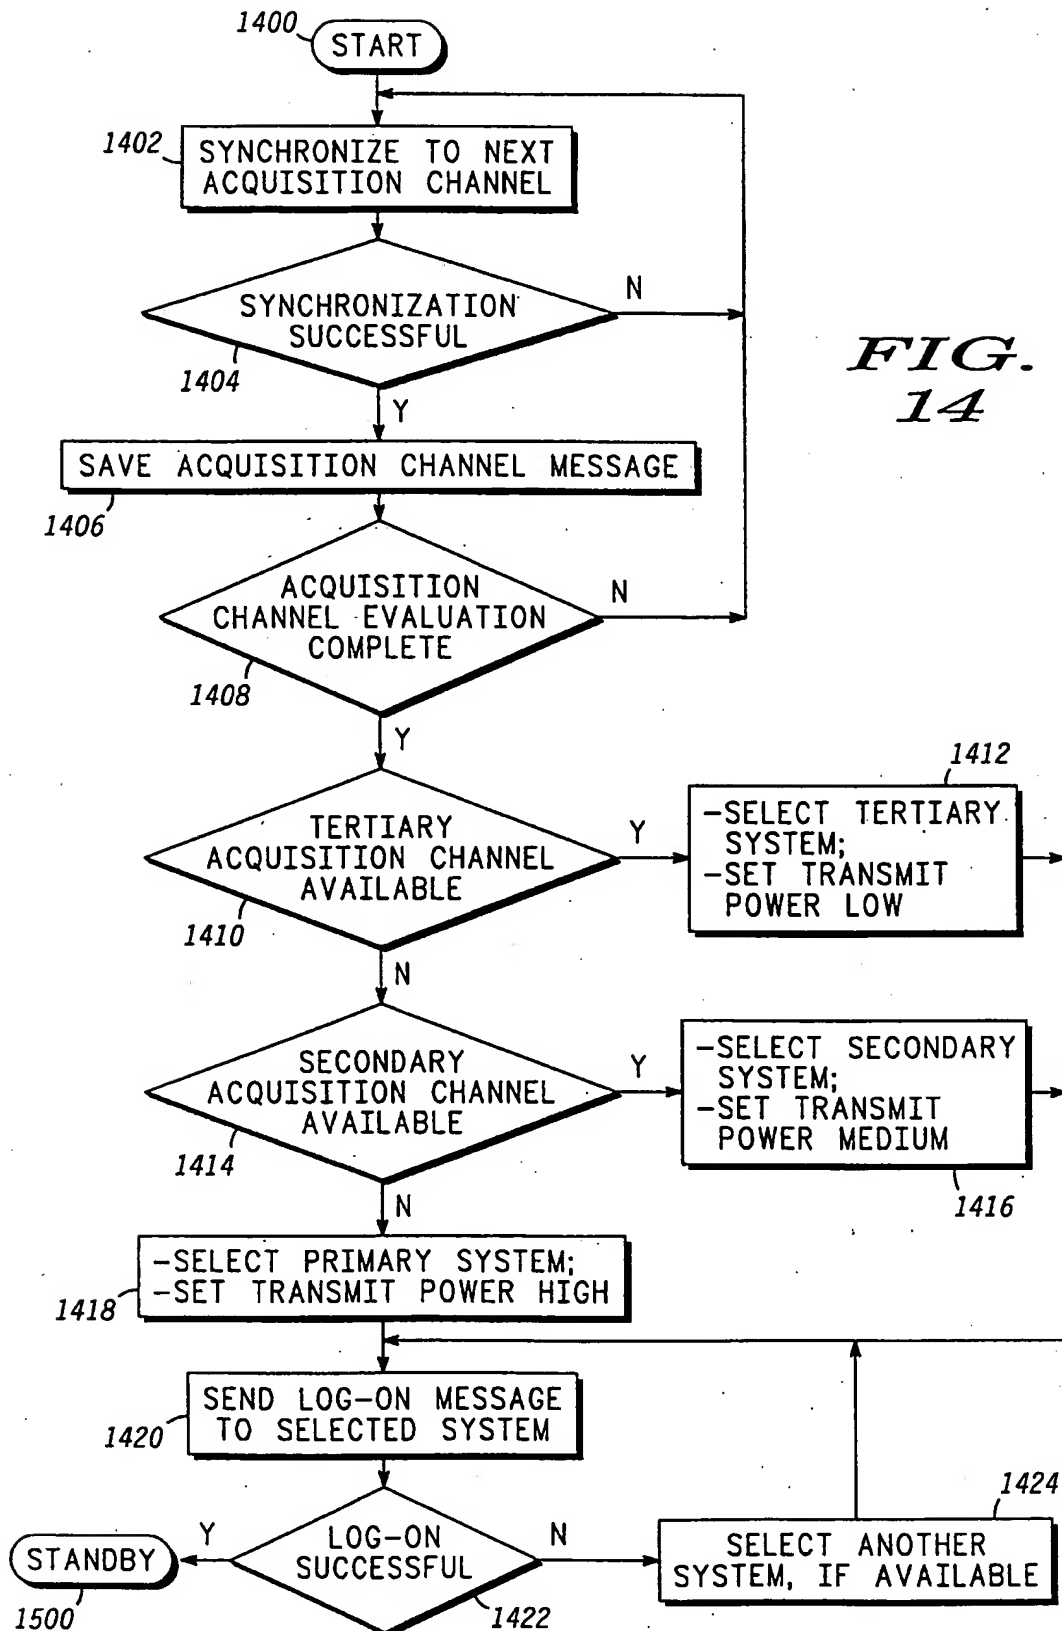 1400
START
1402
SYNCHRONIZE TO NEXT
ACQUISITION CHANNEL
SYNCHRONIZATION
SUCCESSFUL
N
1404
Y
FIG.
14
SAVE ACQUISITION CHANNEL MESSAGE
1406
ACQUISITION
CHANNEL EVALUATION
COMPLETE
N
1408
Y
TERTIARY
ACQUISITION CHANNEL
AVAILABLE
Y
1410
1412
-SELECT TERTIARY
SYSTEM;
-SET TRANSMIT
POWER LOW
N
SECONDARY
ACQUISITION CHANNEL
AVAILABLE
Y
1414
-SELECT SECONDARY
SYSTEM;
-SET TRANSMIT
POWER MEDIUM
1416
N
-SELECT PRIMARY SYSTEM;
-SET TRANSMIT POWER HIGH
1418
SEND LOG-ON MESSAGE
TO SELECTED SYSTEM
1420
LOG-ON
SUCCESSFUL
Y
N
1422
STANDBY
1500
1424
SELECT ANOTHER
SYSTEM, IF AVAILABLE